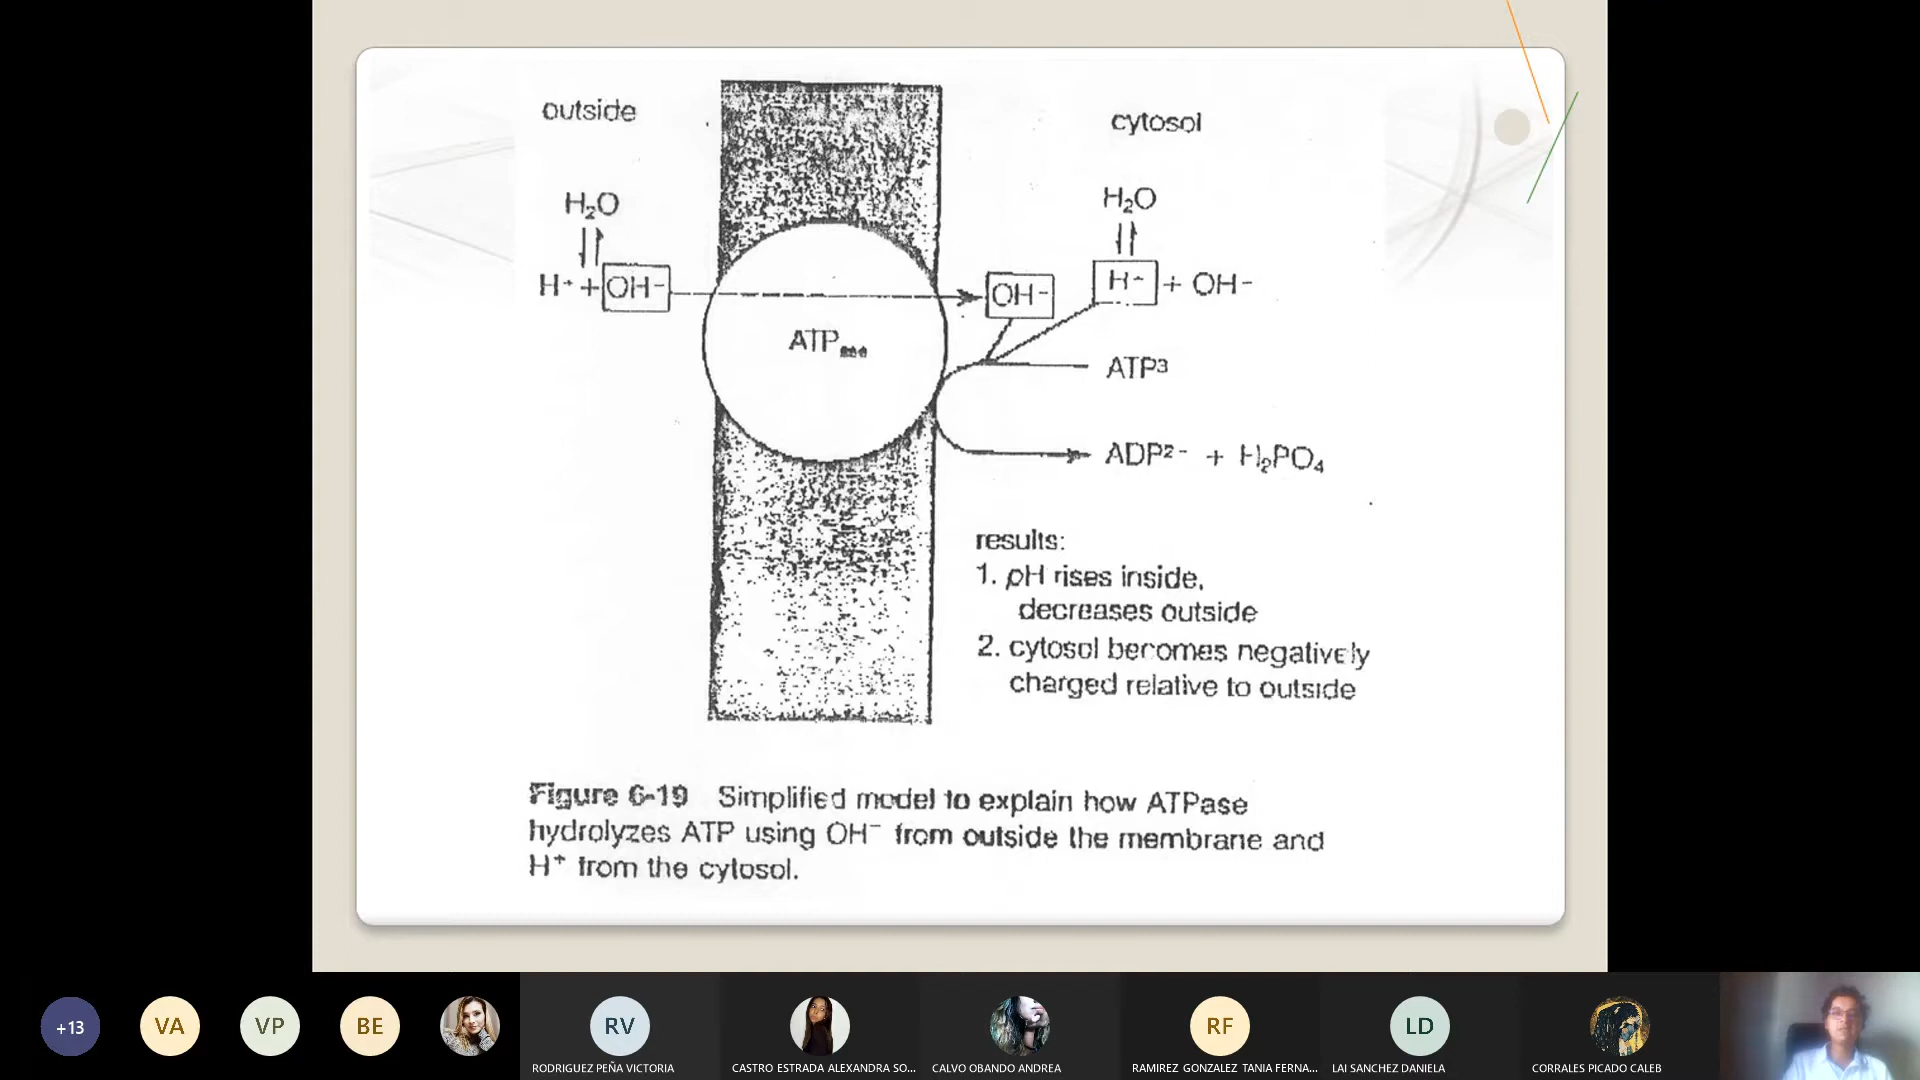 outside
cytosol
H₂O
H₂O
H⁺ + OH⁻
OH⁻
H⁺ + OH⁻
ATPase
ATP³
ADP²⁻ + H₂PO₄
results:
1. pH rises inside,
decreases outside
2. cytosol becomes negatively
charged relative to outside
Figure 6-19 Simplified model to explain how ATPase
hydrolyzes ATP using OH⁻ from outside the membrane and
H⁺ from the cytosol.
+13
VA
VP
BE
RV
RF
LD
RODRIGUEZ PEÑA VICTORIA
CASTRO ESTRADA ALEXANDRA SO...
CALVO OBANDO ANDREA
RAMIREZ GONZALEZ TANIA FERNA...
LAI SANCHEZ DANIELA
CORRALES PICADO CALEB